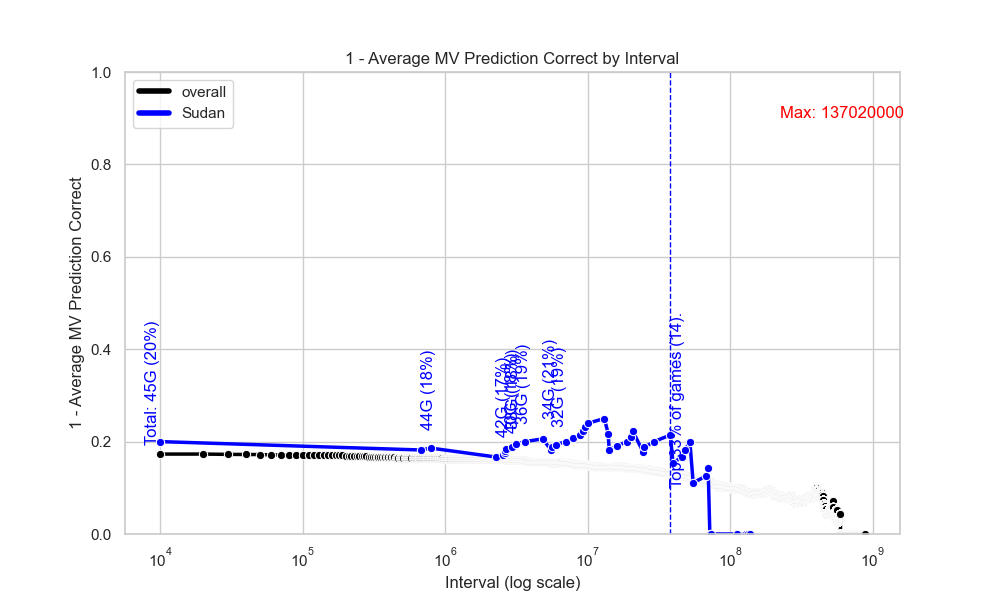 1 - Average MV Prediction Correct by Interval
overall
Sudan
Max: 137020000
1 - Average MV Prediction Correct
1.0
0.8
0.6
0.4
0.2
0.0
Total: 45G (20%)
44G (18%)
42G (17%)
36G (19%)
34G (21%)
32G (19%)
of games (14).
10^4
10^5
10^6
10^7
10^8
10^9
Interval (log scale)